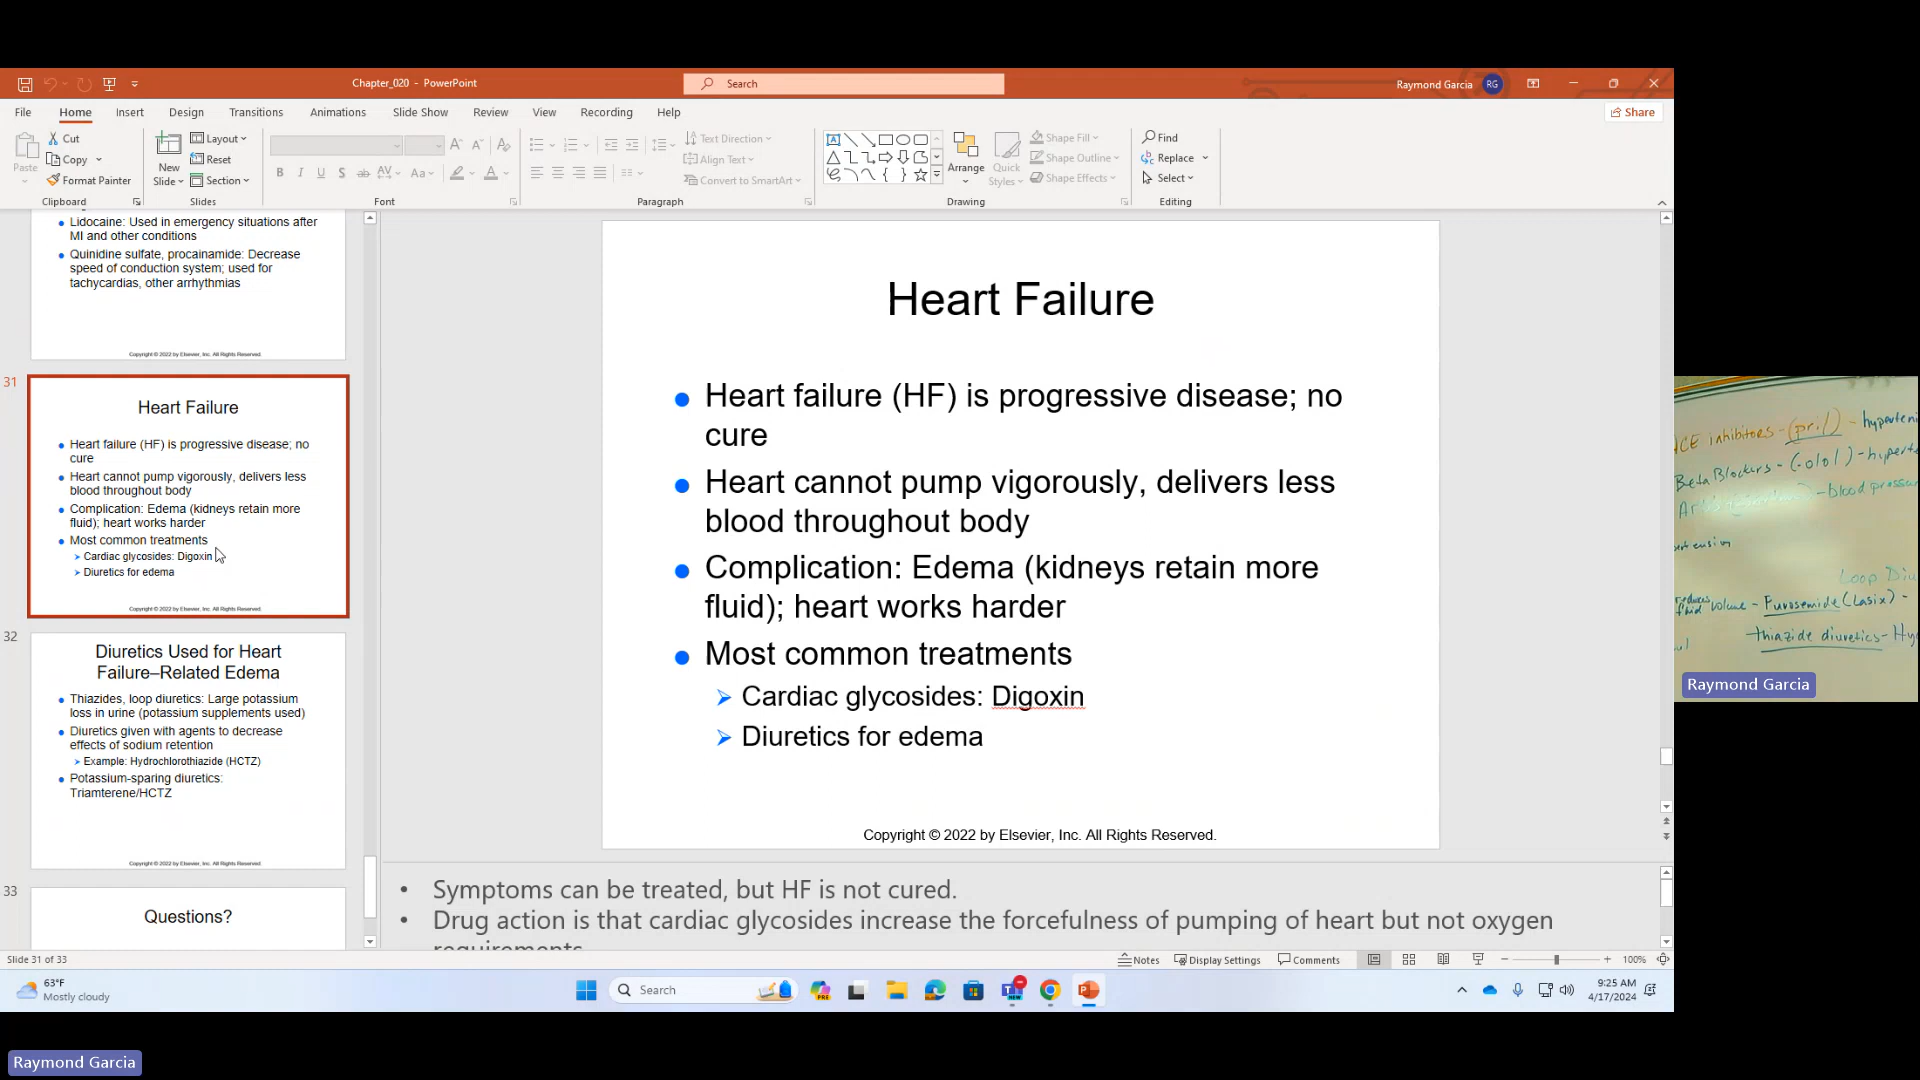 Chapter_020 - PowerPoint
Search
Raymond Garcia
RG
File
Home
Insert
Design
Transitions
Animations
Slide Show
Review
View
Recording
Help
Share
Paste
Cut
Copy
Format Painter
Clipboard
New
Slide
Layout
Reset
Section
Slides
Font
Text Direction
Align Text
Convert to SmartArt
Paragraph
Arrange
Quick
Styles
Shape Fill
Shape Outline
Shape Effects
Drawing
Find
Replace
Select
Editing
Lidocaine: Used in emergency situations after
MI and other conditions
Quinidine sulfate, procainamide: Decrease
speed of conduction system; used for
tachycardias, other arrhythmias
Copyright © 2022 by Elsevier, Inc. All Rights Reserved.
31
Heart Failure
Heart failure (HF) is progressive disease; no
cure
Heart cannot pump vigorously, delivers less
blood throughout body
Complication: Edema (kidneys retain more
fluid); heart works harder
Most common treatments
Cardiac glycosides: Digoxin
Diuretics for edema
Copyright © 2022 by Elsevier, Inc. All Rights Reserved.
32
Diuretics Used for Heart
Failure–Related Edema
Thiazides, loop diuretics: Large potassium
loss in urine (potassium supplements used)
Diuretics given with agents to decrease
effects of sodium retention
Example: Hydrochlorothiazide (HCTZ)
Potassium-sparing diuretics:
Triamterene/HCTZ
Copyright © 2022 by Elsevier, Inc. All Rights Reserved.
33
Questions?
Heart Failure
Heart failure (HF) is progressive disease; no
cure
Heart cannot pump vigorously, delivers less
blood throughout body
Complication: Edema (kidneys retain more
fluid); heart works harder
Most common treatments
Cardiac glycosides: Digoxin
Diuretics for edema
Copyright © 2022 by Elsevier, Inc. All Rights Reserved.
• Symptoms can be treated, but HF is not cured.
• Drug action is that cardiac glycosides increase the forcefulness of pumping of heart but not oxygen
requirements
Slide 31 of 33
Notes
Display Settings
Comments
100%
63°F
Mostly cloudy
Search
9:25 AM
4/17/2024
CE inhibitors - (pril) - hyperteni
Beta Blockers - (-olol) - hyperte
- blood pressu
Loop Diu
volume - Furosemide (Lasix) -
thiazide diuretics - Hy
Raymond Garcia
Raymond Garcia